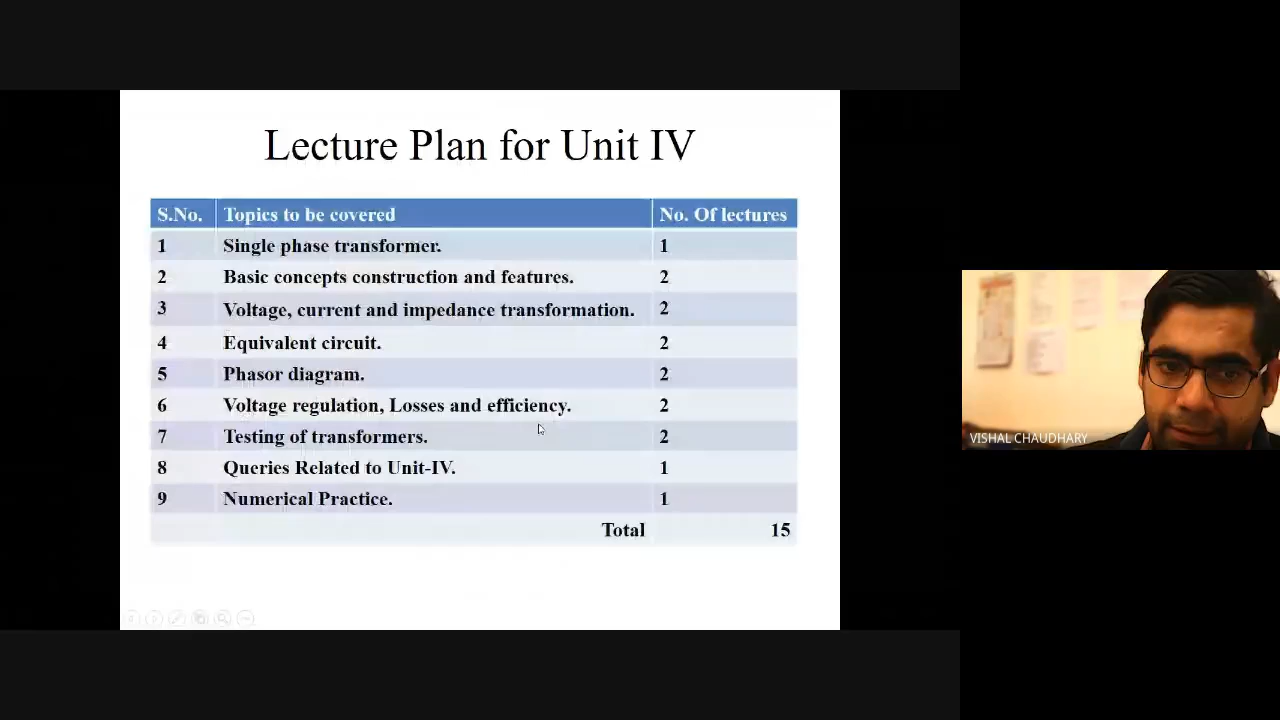 Lecture Plan for Unit IV
S.No. Topics to be covered No. Of lectures
1 Single phase transformer. 1
2 Basic concepts construction and features. 2
3 Voltage, current and impedance transformation. 2
4 Equivalent circuit. 2
5 Phasor diagram. 2
6 Voltage regulation, Losses and efficiency. 2
7 Testing of transformers. 2
8 Queries Related to Unit-IV. 1
9 Numerical Practice. 1
Total 15
VISHAL CHAUDHARY